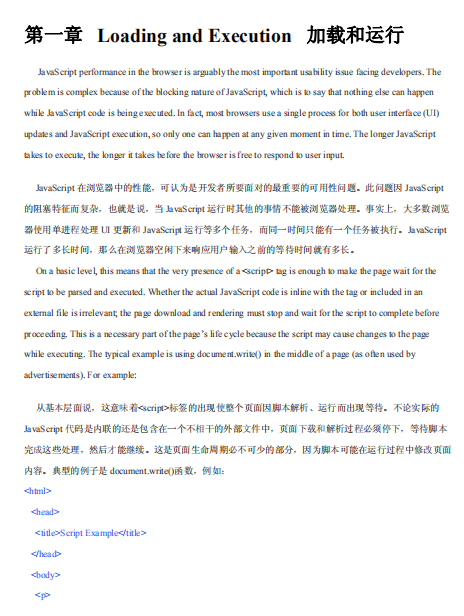 第一章 Loading and Execution 加载和运行
JavaScript performance in the browser is arguably the most important usability issue facing developers. The
problem is complex because of the blocking nature of JavaScript, which is to say that nothing else can happen
while JavaScript code is being executed. In fact, most browsers use a single process for both user interface (UI)
updates and JavaScript execution, so only one can happen at any given moment in time. The longer JavaScript
takes to execute, the longer it takes before the browser is free to respond to user input.
JavaScript 在浏览器中的性能，可认为是开发者所要面对的最重要的可用性问题。此问题因 JavaScript
的阻塞特征而复杂，也就是说，当 JavaScript 运行时其他的事情不能被浏览器处理。事实上，大多数浏览
器使用单进程处理 UI 更新和 JavaScript 运行等多个任务，而同一时间只能有一个任务被执行。JavaScript
运行了多长时间，那么在浏览器空闲下来响应用户输入之前的等待时间就有多长。
On a basic level, this means that the very presence of a <script> tag is enough to make the page wait for the
script to be parsed and executed. Whether the actual JavaScript code is inline with the tag or included in an
external file is irrelevant; the page download and rendering must stop and wait for the script to complete before
proceeding. This is a necessary part of the page's life cycle because the script may cause changes to the page
while executing. The typical example is using document.write() in the middle of a page (as often used by
advertisements). For example:
从基本层面说，这意味着<script>标签的出现使整个页面因脚本解析、运行而出现等待。不论实际的
JavaScript 代码是内联的还是包含在一个不相干的外部文件中，页面下载和解析过程必须停下，等待脚本
完成这些处理，然后才能继续。这是页面生命周期必不可少的部分，因为脚本可能在运行过程中修改页面
内容。典型的例子是 document.write()函数，例如：
<html>
<head>
<title>Script Example</title>
</head>
<body>
<p>